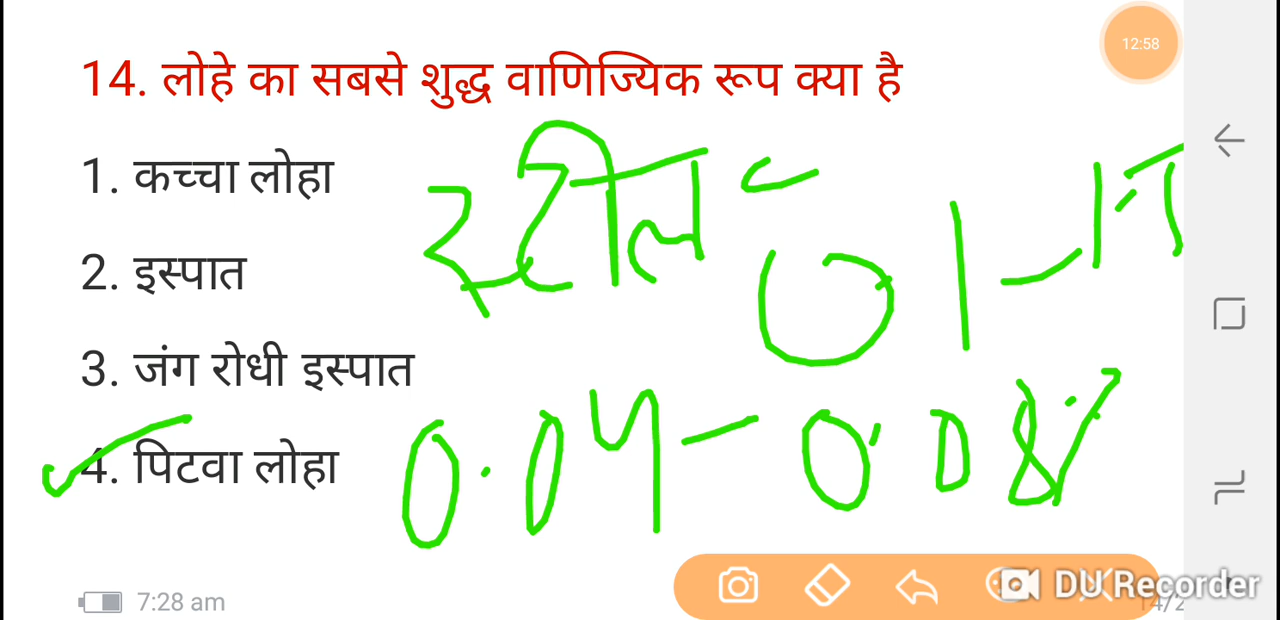 12:58
14. लोहे का सबसे शुद्ध वाणिज्यिक रूप क्या है
1. कच्चा लोहा
स्टील
2. इस्पात
3. जंग रोधी इस्पात
4. पिटवा लोहा
0.04 - 0.08%
7:28 am
DU Recorder